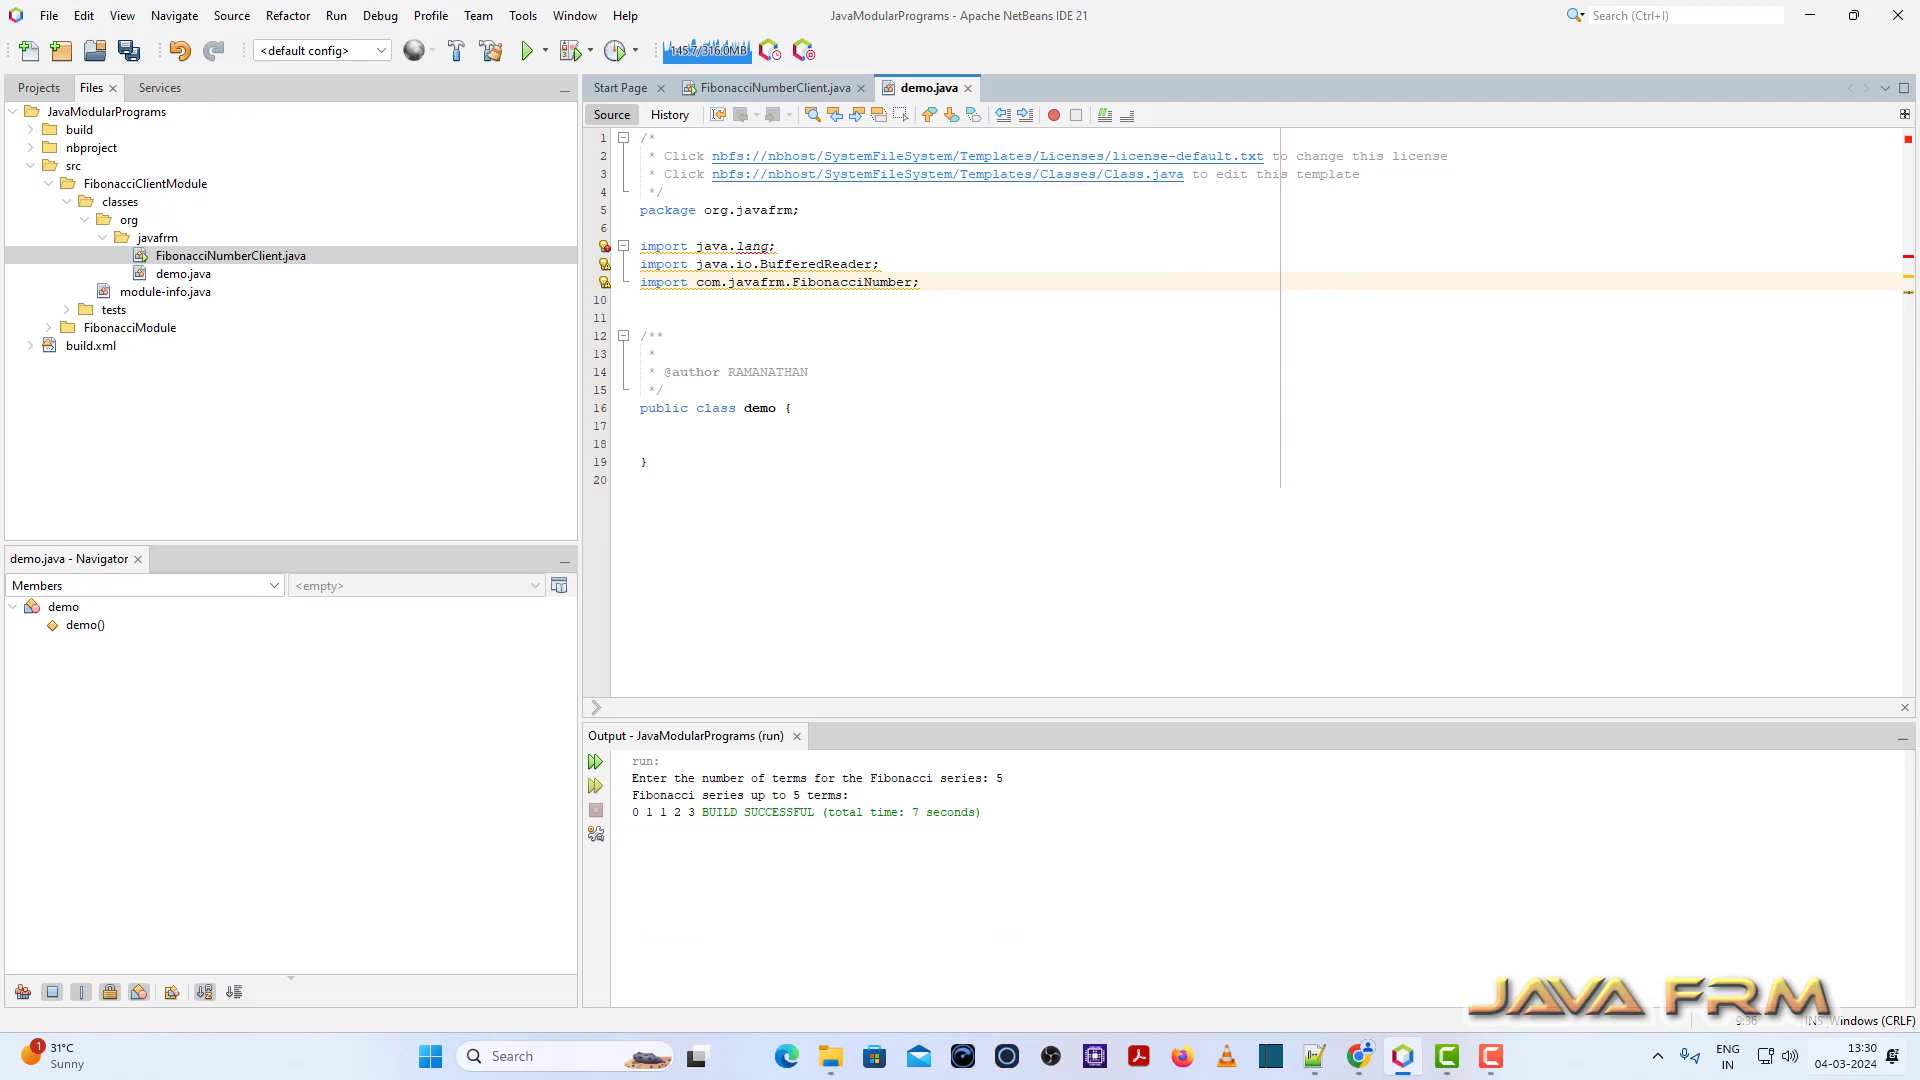 File Edit View Navigate Source Refactor Run Debug Profile Team Tools Window Help
JavaModularPrograms - Apache NetBeans IDE 21
Search (Ctrl+I)
<default config>
145.7/316.0MB
Projects Files Services
JavaModularPrograms
build
nbproject
src
FibonacciClientModule
classes
org
javafrm
FibonacciNumberClient.java
demo.java
module-info.java
tests
FibonacciModule
build.xml
demo.java - Navigator
Members <empty>
demo
demo()
Start Page FibonacciNumberClient.java demo.java
Source History
1 /*
2 * Click nbfs://nbhost/SystemFileSystem/Templates/Licenses/license-default.txt to change this license
3 * Click nbfs://nbhost/SystemFileSystem/Templates/Classes/Class.java to edit this template
4 */
5 package org.javafrm;
6
import java.lang;
import java.io.BufferedReader;
import com.javafrm.FibonacciNumber;
10
11
12 /**
13 *
14 * @author RAMANATHAN
15 */
16 public class demo {
17
18
19 }
20
Output - JavaModularPrograms (run)
run:
Enter the number of terms for the Fibonacci series: 5
Fibonacci series up to 5 terms:
0 1 1 2 3 BUILD SUCCESSFUL (total time: 7 seconds)
JAVA FRM
9:36 INS Windows (CRLF)
1
31°C
Sunny
Search
ENG
IN
13:30
04-03-2024